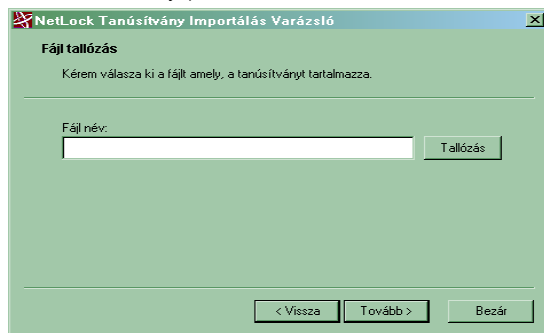 NetLock Tanúsítvány Importálás Varázsló
Fájl tallózás
Kérem válasza ki a fájlt amely, a tanúsítványt tartalmazza.
Fájl név:
Tallózás
< Vissza
Tovább >
Bezár